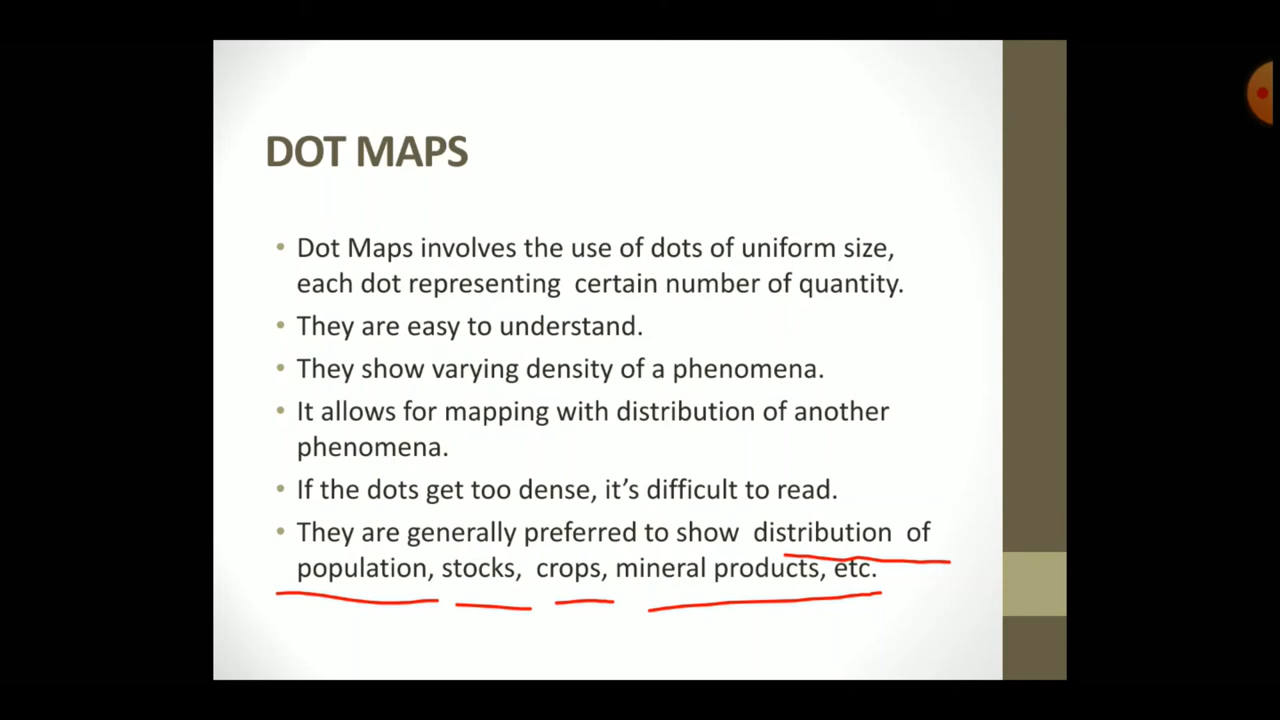 DOT MAPS
• Dot Maps involves the use of dots of uniform size,
each dot representing certain number of quantity.
• They are easy to understand.
• They show varying density of a phenomena.
• It allows for mapping with distribution of another
phenomena.
• If the dots get too dense, it’s difficult to read.
• They are generally preferred to show distribution of
population, stocks, crops, mineral products, etc.